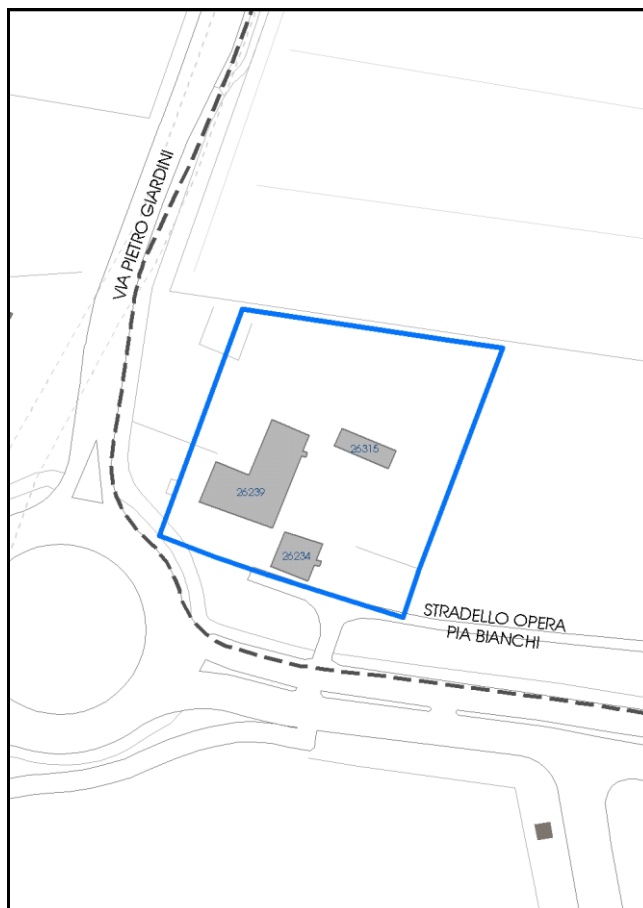 VIA PIETRO GIARDINI
26315
26239
26234
STRADELLO OPERA
PIA BIANCHI